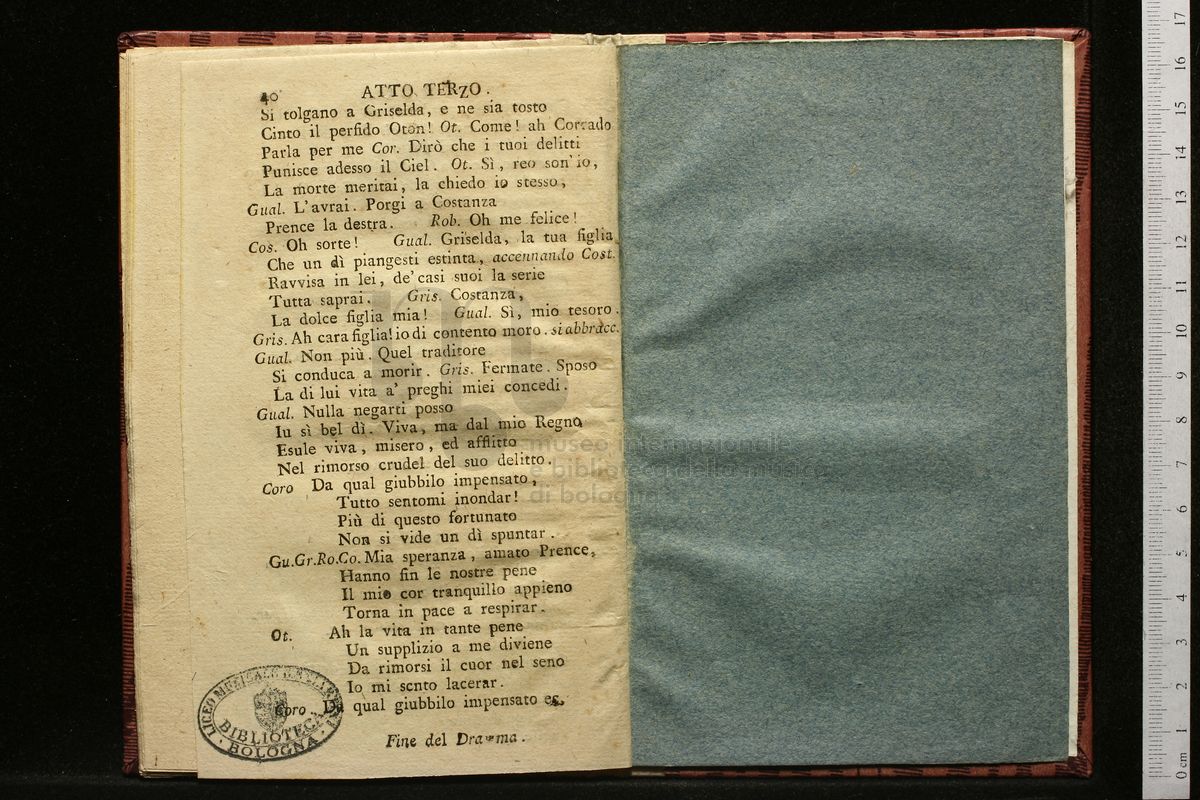 40 ATTO TERZO.
Si tolgano a Griselda, e ne sia tosto
Cinto il perfido Oton! Ot. Come! ah Corrado
Parla per me Cor. Dirò che i tuoi delitti
Punisce adesso il Ciel. Ot. Sì, reo son' io,
La morte meritai, la chiedo io stesso,
Gual. L'avrai. Porgi a Costanza
Prence la destra. Rob. Oh me felice!
Cos. Oh sorte! Gual. Griselda, la tua figlia
Che un dì piangesti estinta, accennando Cost.
Ravvisa in lei, de' casi suoi la serie
Tutta saprai. Gris. Costanza,
La dolce figlia mia! Gual. Sì, mio tesoro.
Gris. Ah cara figlia! io di contento moro. si abbracc.
Gual. Non più. Quel traditore
Si conduca a morir. Gris. Fermate. Sposo
La di lui vita a' preghi miei concedi.
Gual. Nulla negarti posso
Iu sì bel dì. Viva, ma dal mio Regno
Esule viva, misero, ed afflitto
Nel rimorso crudel del suo delitto.
Coro Da qual giubbilo impensato,
Tutto sentomi inondar!
Più di questo fortunato
Non si vide un dì spuntar.
Gu.Gr.Ro.Co. Mia speranza, amato Prence,
Hanno fin le nostre pene
Il mio cor tranquillo appieno
Torna in pace a respirar.
Ot. Ah la vita in tante pene
Un supplizio a me diviene
Da rimorsi il cuor nel seno
Io mi sento lacerar.
Coro. Da qual giubbilo impensato ec.
Fine del Dramma.
LICEO MUSICALE
BIBLIOTECA
BOLOGNA
museo internazionale
e biblioteca della musica
di bologna
0 cm 1 2 3 4 5 6 7 8 9 10 11 12 13 14 15 16 17